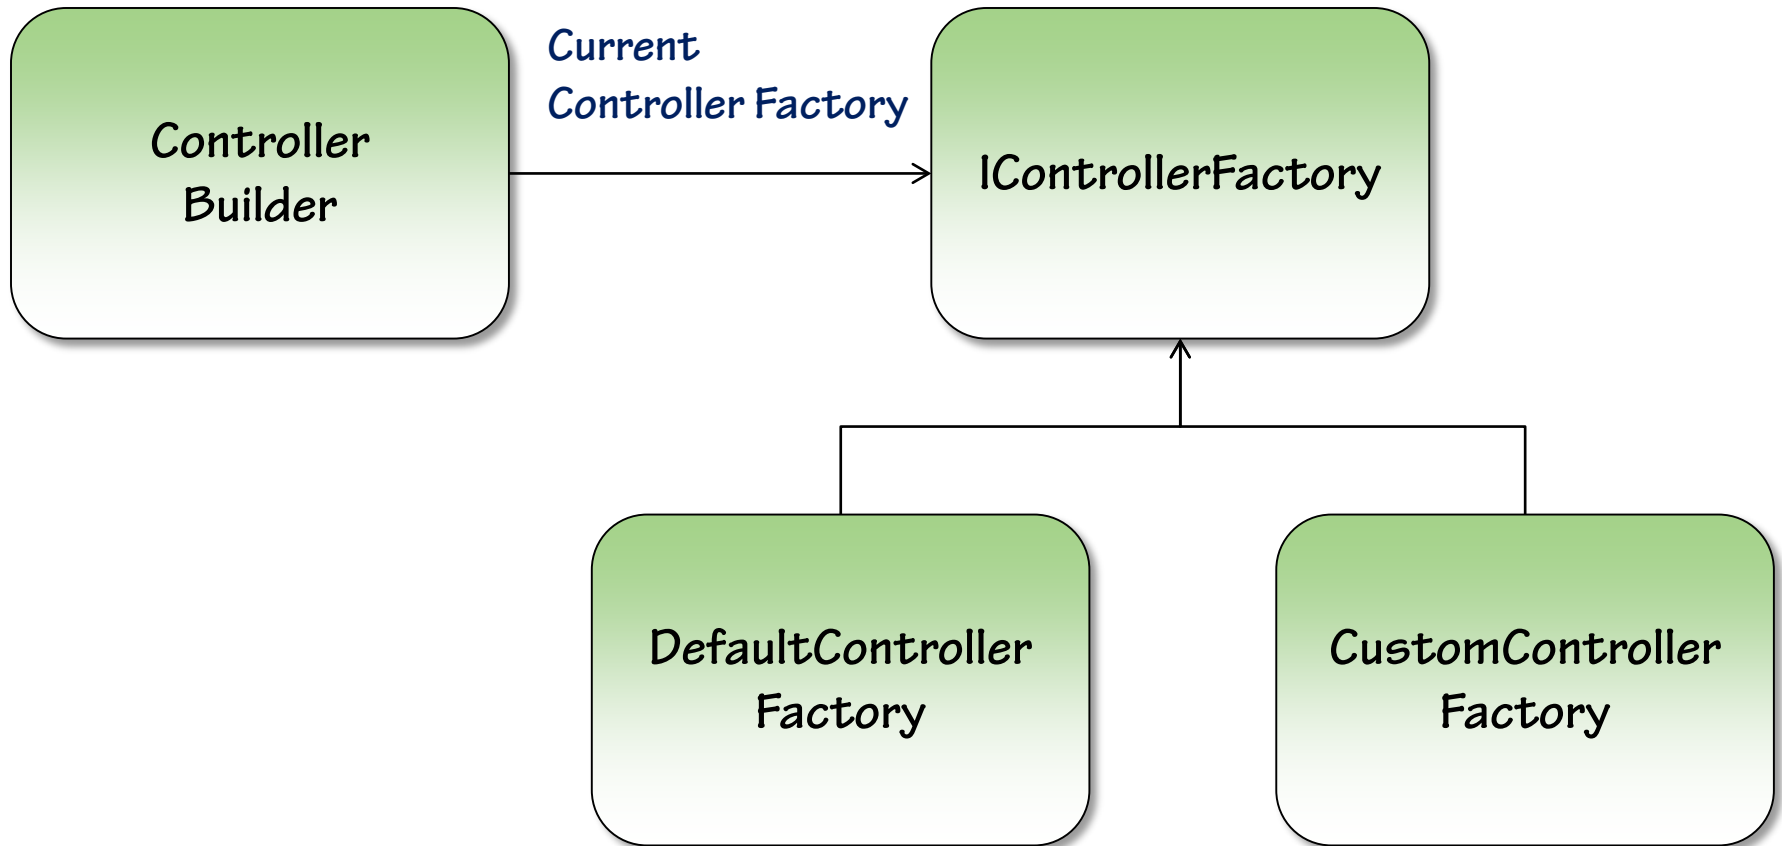 Controller
Builder
Current
Controller Factory
IControllerFactory
DefaultController
Factory
CustomController
Factory